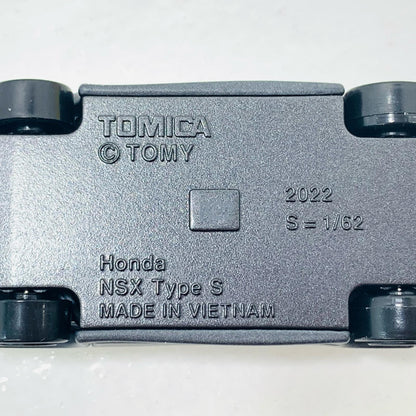 TOMICA
© TOMY
2022
S = 1/62
Honda
NSX Type S
MADE IN VIETNAM